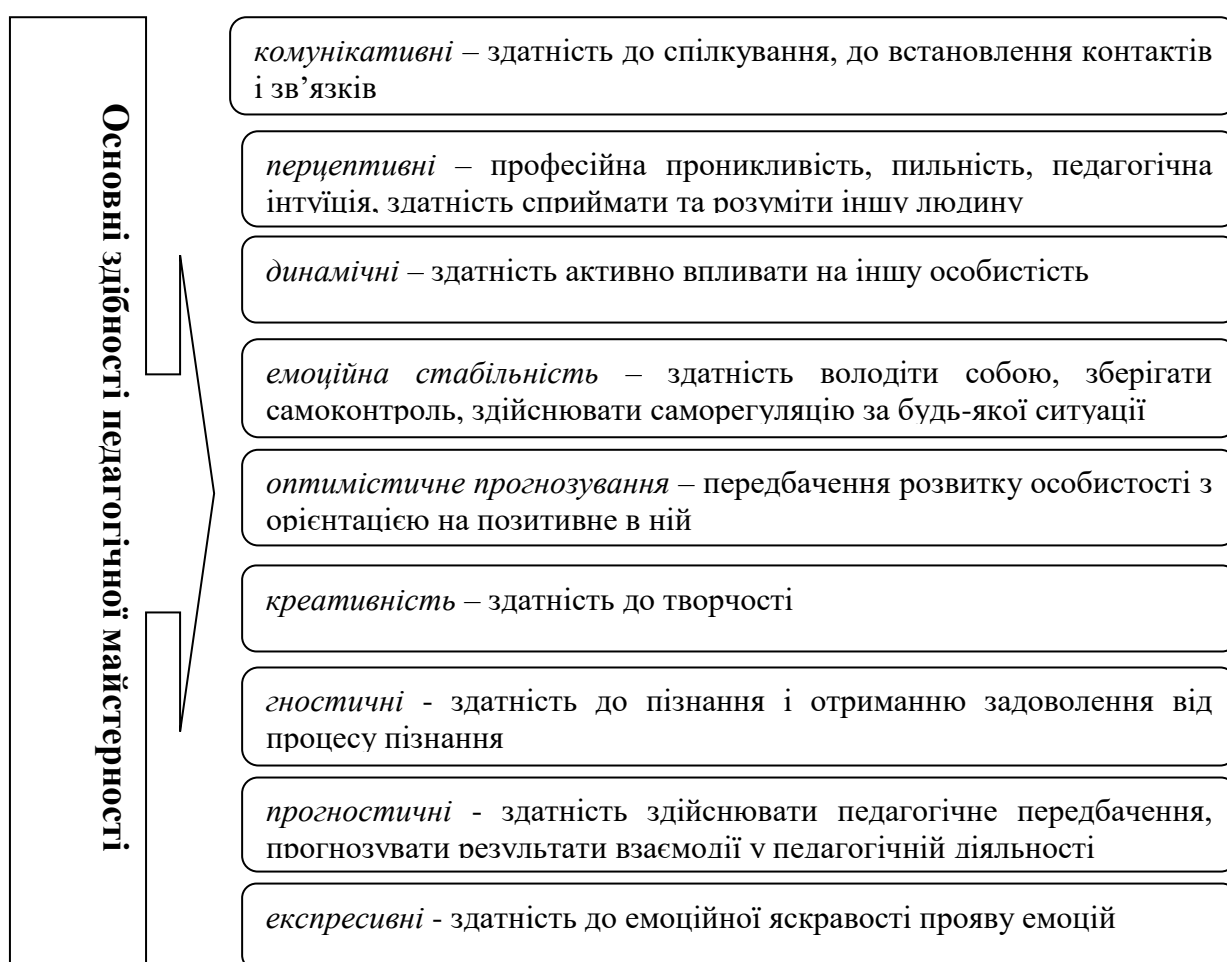 Основні здібності педагогічної майстерності
комунікативні – здатність до спілкування, до встановлення контактів
і зв’язків
перцептивні – професійна проникливість, пильність, педагогічна
інтуїція, здатність сприймати та розуміти іншу людину
динамічні – здатність активно впливати на іншу особистість
емоційна стабільність – здатність володіти собою, зберігати
самоконтроль, здійснювати саморегуляцію за будь-якої ситуації
оптимістичне прогнозування – передбачення розвитку особистості з
орієнтацією на позитивне в ній
креативність – здатність до творчості
гностичні - здатність до пізнання і отриманню задоволення від
процесу пізнання
прогностичні - здатність здійснювати педагогічне передбачення,
прогнозувати результати взаємодії у педагогічній діяльності
експресивні - здатність до емоційної яскравості прояву емоцій